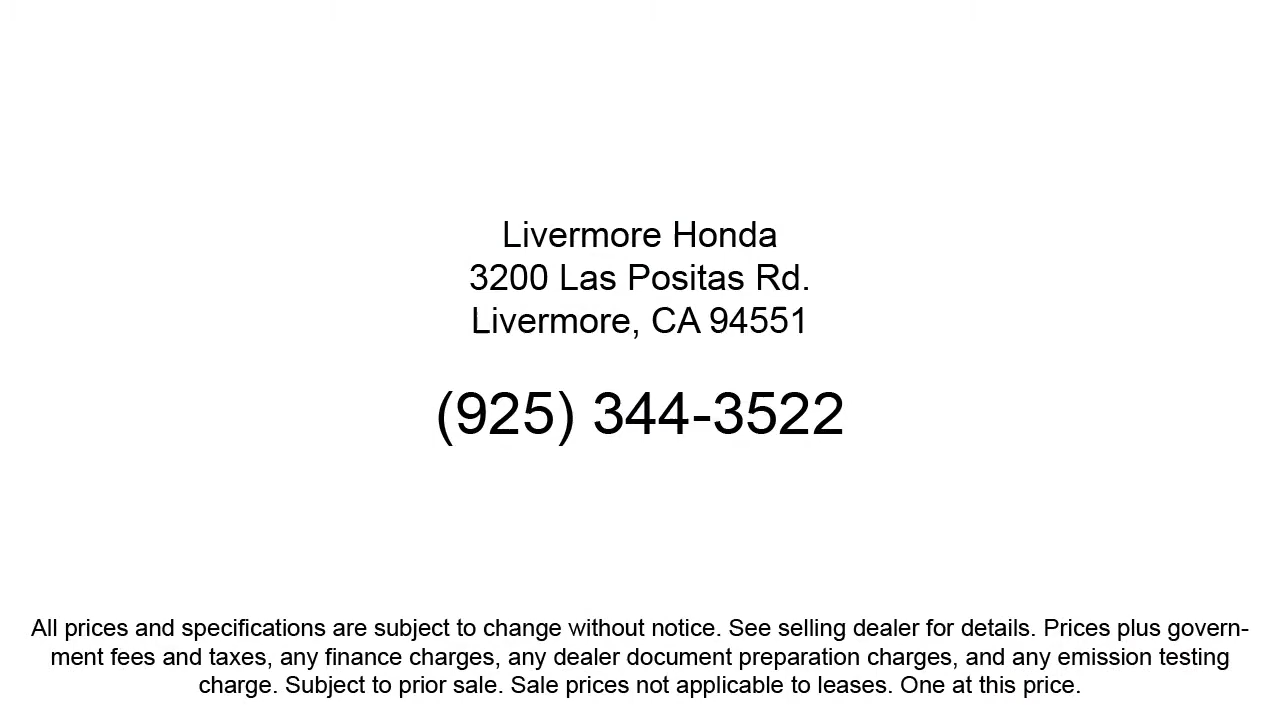 Livermore Honda
3200 Las Positas Rd.
Livermore, CA 94551
(925) 344-3522
All prices and specifications are subject to change without notice. See selling dealer for details. Prices plus govern-
ment fees and taxes, any finance charges, any dealer document preparation charges, and any emission testing
charge. Subject to prior sale. Sale prices not applicable to leases. One at this price.